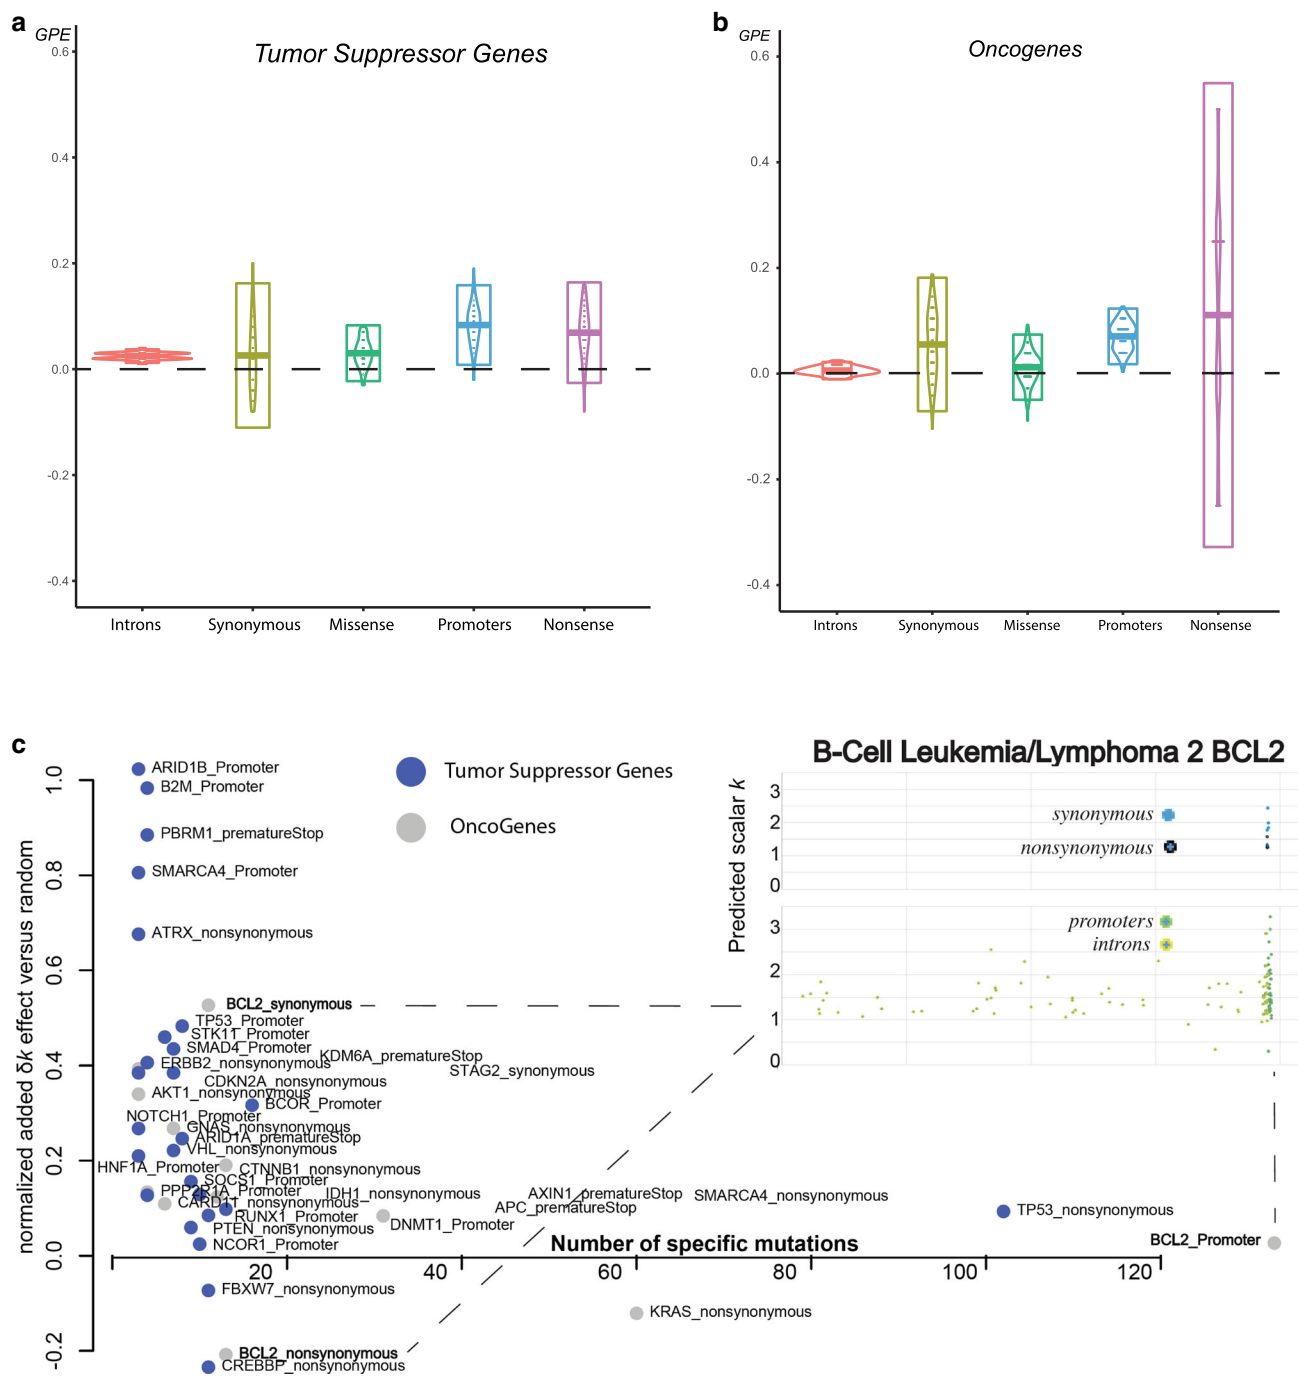 a
GPE
Tumor Suppressor Genes
0.6
0.4
0.2
0.0
-0.2
-0.4
Introns
Synonymous
Missense
Promoters
Nonsense
b
GPE
Oncogenes
0.6
0.4
0.2
0.0
-0.2
-0.4
Introns
Synonymous
Missense
Promoters
Nonsense
c
normalized added δk effect versus random
1.0
0.8
0.6
0.4
0.2
0.0
-0.2
Tumor Suppressor Genes
OncoGenes
ARID1B_Promoter
B2M_Promoter
PBRM1_prematureStop
SMARCA4_Promoter
ATRX_nonsynonymous
BCL2_synonymous
TP53_Promoter
STK11_Promoter
SMAD4_Promoter
KDM6A_prematureStop
ERBB2_nonsynonymous
STAG2_synonymous
CDKN2A_nonsynonymous
AKT1_nonsynonymous
BCOR_Promoter
NOTCH1_Promoter
GNAS_nonsynonymous
ARID1A_prematureStop
VHL_nonsynonymous
HNF1A_Promoter
CTNNB1_nonsynonymous
SOCS1_Promoter
PPP2R1A_Promoter
IDH1_nonsynonymous
AXIN1_prematureStop
SMARCA4_nonsynonymous
CARD11_nonsynonymous
APC_prematureStop
TP53_nonsynonymous
RUNX1_Promoter
DNMT1_Promoter
PTEN_nonsynonymous
NCOR1_Promoter
BCL2_Promoter
Number of specific mutations
20
40
60
80
100
120
FBXW7_nonsynonymous
KRAS_nonsynonymous
BCL2_nonsynonymous
CREBBP_nonsynonymous
B-Cell Leukemia/Lymphoma 2 BCL2
Predicted scalar k
3
2
1
0
synonymous
nonsynonymous
3
2
1
0
promoters
introns